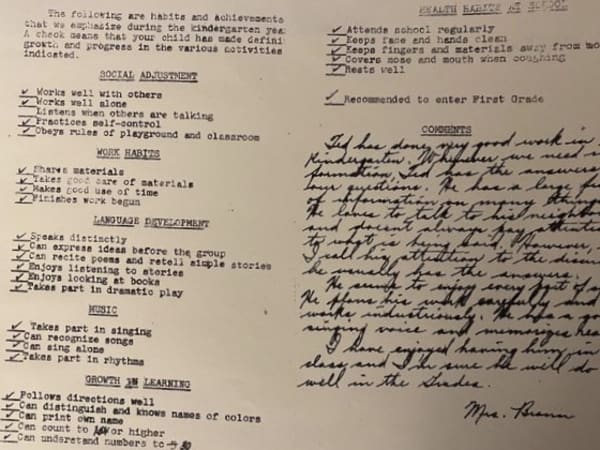 The following are habits and achievements
that we emphasize during the kindergarten yea
A check means that your child has made defini
growth and progress in the various activities
indicated.
SOCIAL ADJUSTMENT
✓ Works well with others
✓ Works well alone
Listens when others are talking
✓ Practices self-control
✓ Obeys rules of playground and classroom
WORK HABITS
✓ Shares materials
✓ Takes good care of materials
✓ Makes good use of time
✓ Finishes work begun
LANGUAGE DEVELOPMENT
✓ Speaks distinctly
✓ Can express ideas before the group
✓ Can recite poems and retell simple stories
✓ Enjoys listening to stories
✓ Enjoys looking at books
✓ Takes part in dramatic play
MUSIC
✓ Takes part in singing
✓ Can recognize songs
✓ Can sing alone
✓ Takes part in rhythms
GROWTH IN LEARNING
✓ Follows directions well
✓ Can distinguish and knows names of colors
✓ Can print own name
✓ Can count to or higher
✓ Can understand numbers to
HEALTH HABITS AT SCHOOL
✓ Attends school regularly
✓ Keeps face and hands clean
✓ Keeps fingers and materials away from mo
✓ Covers nose and mouth when coughing
✓ Rests well
✓ Recommended to enter First Grade
COMMENTS
Ted has done very good work in
Kindergarten. Whenever we need i
formation, Ted has the answers
our questions. He has a large fu
of information on many things
He loves to talk to his neighbo
and doesn't always pay attenti
to what is being said. However,
I call his attention to the
he usually has the answers.
He seems to enjoy every part of
He plans his work carefully and
works industriously. He has a go
singing voice and memorizes
I have enjoyed having him in
class and I'm sure he will do
well in the Grades.
Mrs. Brown